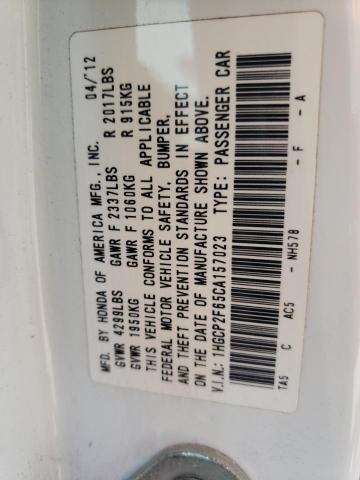 MFD. BY HONDA OF AMERICA MFG., INC. 04/'12
GVWR 4299LBS GAWR F 2337LBS R 2017LBS
GVWR 1950KG GAWR F 1060KG R 915KG
THIS VEHICLE CONFORMS TO ALL APPLICABLE
FEDERAL MOTOR VEHICLE SAFETY, BUMPER,
AND THEFT PREVENTION STANDARDS IN EFFECT
ON THE DATE OF MANUFACTURE SHOWN ABOVE.
V.I.N.: 1HGCP2F65CA157023 TYPE: PASSENGER CAR
TA5 C AC5 - NH578 - F - A